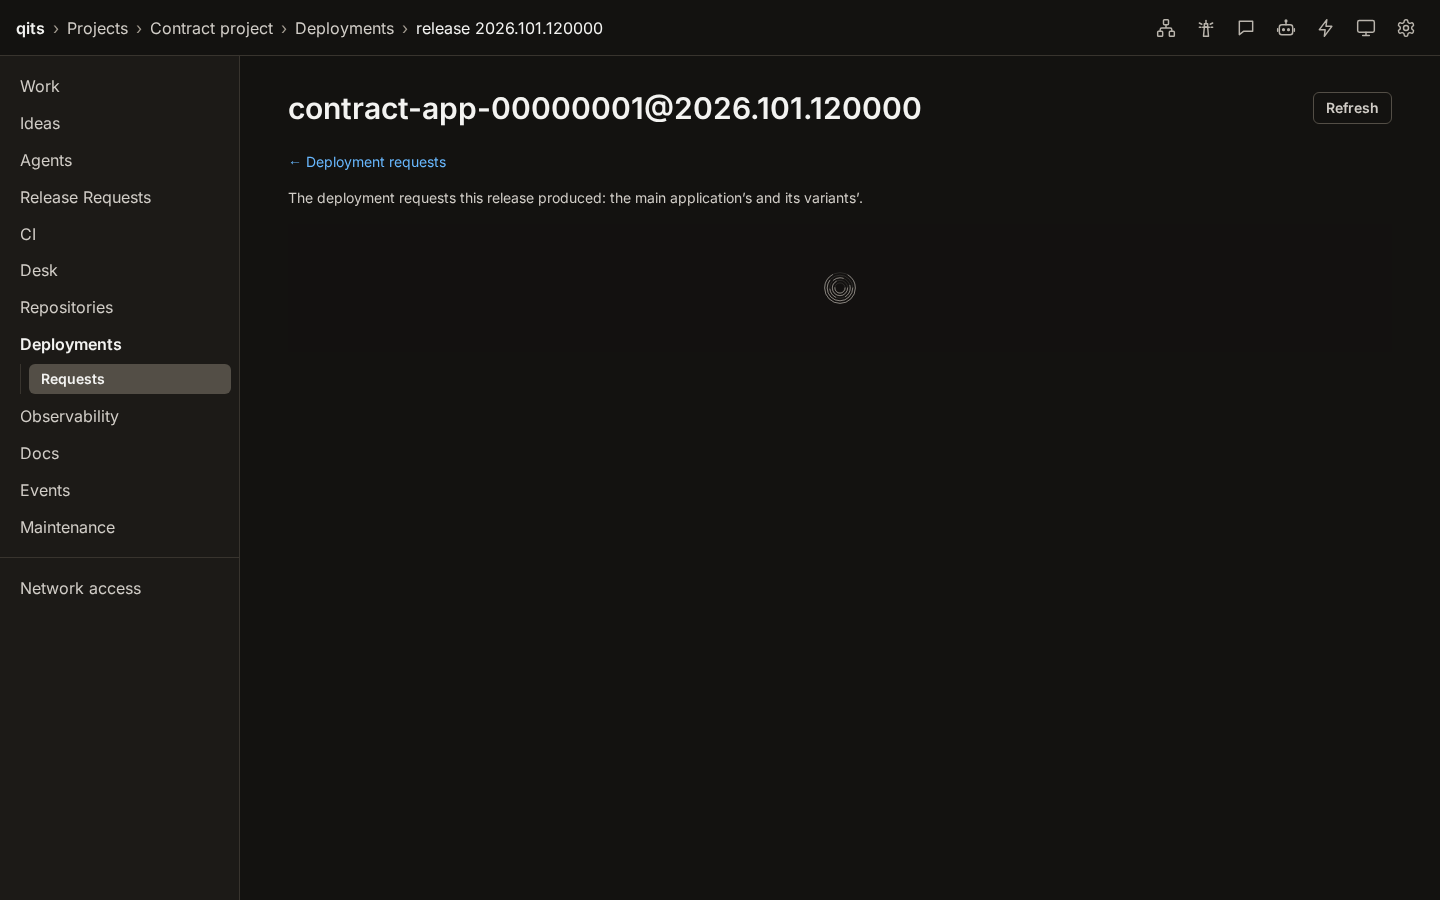 qits › Projects › Contract project › Deployments › release 2026.101.120000
Work
Ideas
Agents
Release Requests
CI
Desk
Repositories
Deployments
Requests
Observability
Docs
Events
Maintenance
Network access
contract-app-00000001@2026.101.120000
Refresh
← Deployment requests
The deployment requests this release produced: the main application’s and its variants’.